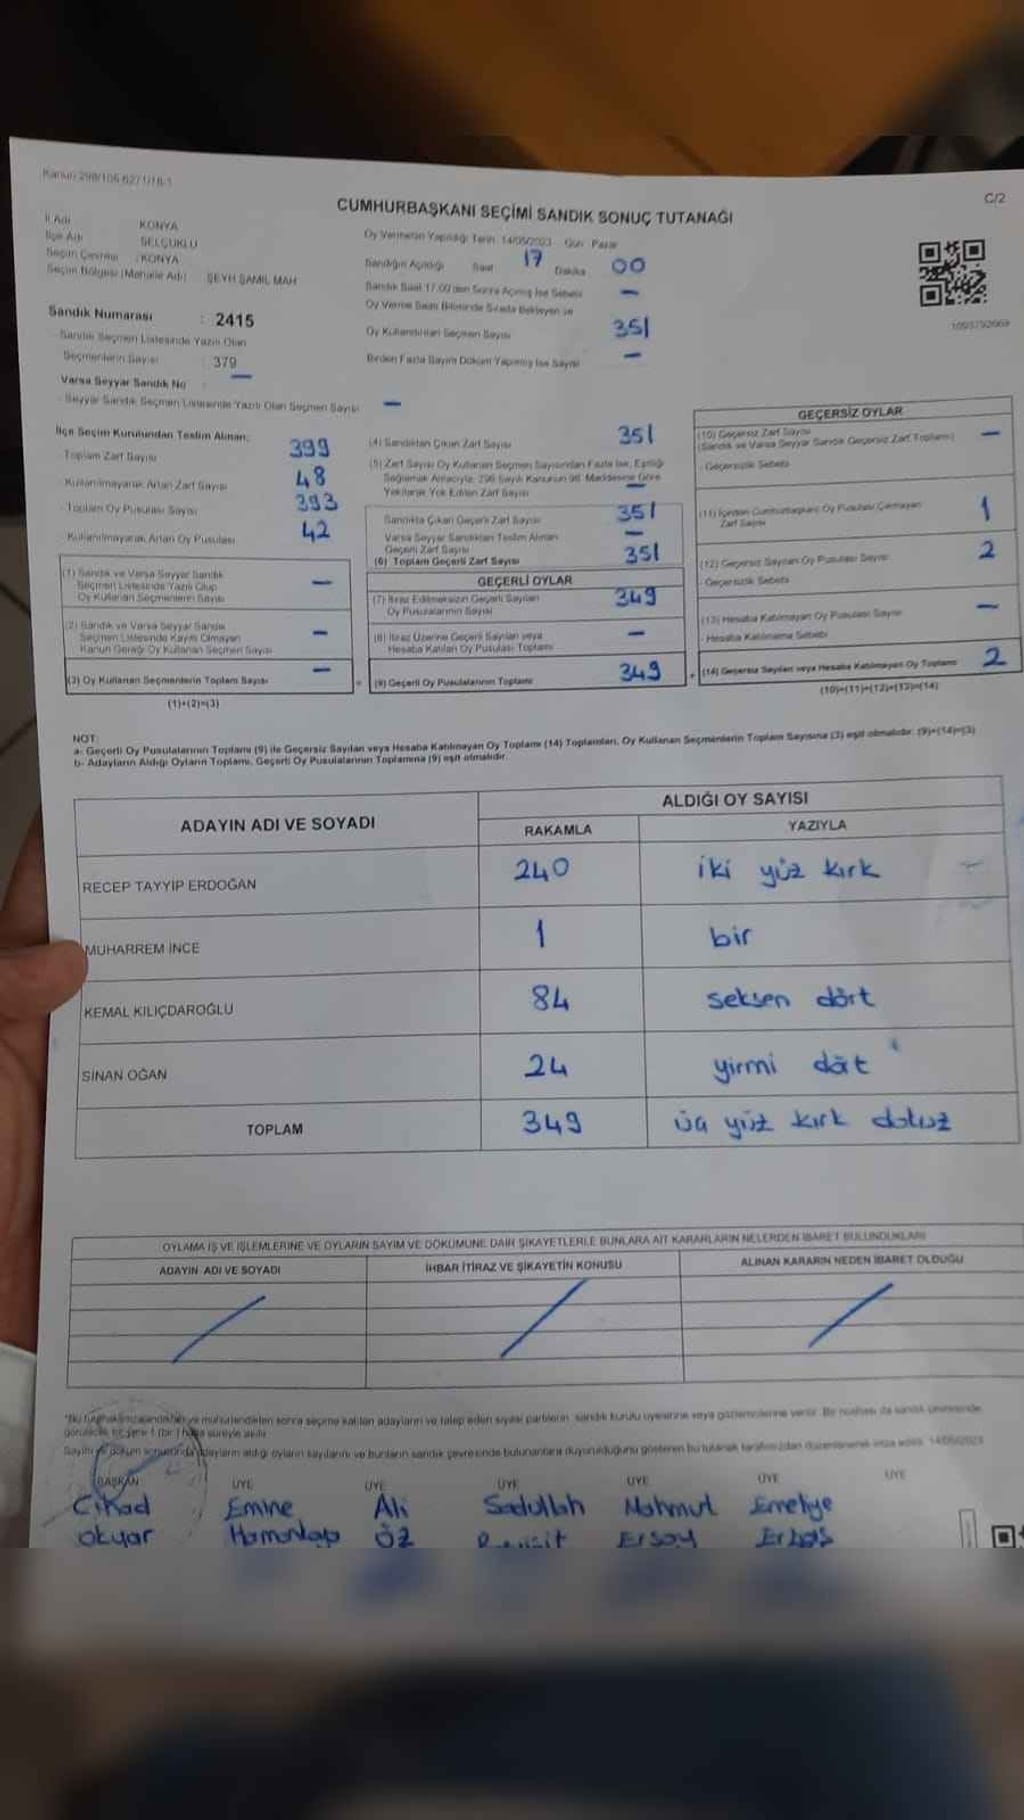 Kanun 298/105-6271/18-1
C/2
CUMHURBAŞKANI SEÇİMİ SANDIK SONUÇ TUTANAĞI
İl Adı KONYA
İlçe Adı SELÇUKLU
Seçim Çevresi : KONYA
Seçim Bölgesi (Mahalle Adı) ŞEYH ŞAMİL MAH
Sandık Numarası : 2415
Sandık Seçmen Listesinde Yazılı Olan
Seçmenlerin Sayısı : 379
Varsa Seyyar Sandık No : —
Seyyar Sandık Seçmen Listesinde Yazılı Olan Seçmen Sayısı —
Oy Vermenin Yapıldığı Tarih 14/05/2023 Gün Pazar
Sandığın Açıldığı Saat 17 Dakika 00
Sandık Saat 17.00'den Sonra Açılmış İse Sebebi —
Oy Verme Saati Bitiminde Sırada Bekleyen ve
Oy Kullandırılan Seçmen Sayısı 351
Birden Fazla Sayım Döküm Yapılmış İse Sayısı —
İlçe Seçim Kurulundan Teslim Alınan;
Toplam Zarf Sayısı 399
Kullanılmayarak Artan Zarf Sayısı 48
Toplam Oy Pusulası Sayısı 393
Kullanılmayarak Artan Oy Pusulası 42
(1) Sandık ve Varsa Seyyar Sandık
Seçmen Listesinde Yazılı Olup
Oy Kullanan Seçmenlerin Sayısı —
(2) Sandık ve Varsa Seyyar Sandık
Seçmen Listesinde Kayıtlı Olmayan
Kanun Gereği Oy Kullanan Seçmen Sayısı —
(3) Oy Kullanan Seçmenlerin Toplam Sayısı —
(1)+(2)=(3)
(4) Sandıktan Çıkan Zarf Sayısı 351
(5) Zarf Sayısı Oy Kullanan Seçmen Sayısından Fazla İse, Eşitliği
Sağlamak Amacıyla, 298 Sayılı Kanunun 98. Maddesine Göre
Yakılarak Yok Edilen Zarf Sayısı —
Sandıkta Çıkan Geçerli Zarf Sayısı 351
Varsa Seyyar Sandıktan Teslim Alınan
Geçerli Zarf Sayısı —
(6) Toplam Geçerli Zarf Sayısı 351
GEÇERLİ OYLAR
(7) İtiraz Edilmeksizin Geçerli Sayılan
Oy Pusulalarının Sayısı 349
(8) İtiraz Üzerine Geçerli Sayılan veya
Hesaba Katılan Oy Pusulası Toplamı —
= (9) Geçerli Oy Pusulalarının Toplamı 349
GEÇERSİZ OYLAR
(10) Geçersiz Zarf Sayısı
(Sandık ve Varsa Seyyar Sandık Geçersiz Zarf Toplamı) —
- Geçersizlik Sebebi
(11) İçinden Cumhurbaşkanı Oy Pusulası Çıkmayan
Zarf Sayısı 1
(12) Geçersiz Sayılan Oy Pusulası Sayısı 2
- Geçersizlik Sebebi
(13) Hesaba Katılmayan Oy Pusulası Sayısı —
- Hesaba Katılmama Sebebi
+ (14) Geçersiz Sayılan veya Hesaba Katılmayan Oy Toplamı 2
(10)+(11)+(12)+(13)=(14)
NOT:
a- Geçerli Oy Pusulalarının Toplamı (9) ile Geçersiz Sayılan veya Hesaba Katılmayan Oy Toplamı (14) Toplamları, Oy Kullanan Seçmenlerin Toplam Sayısına (3) eşit olmalıdır. (9)+(14)=(3)
b- Adayların Aldığı Oyların Toplamı, Geçerli Oy Pusulalarının Toplamına (9) eşit olmalıdır.
ADAYIN ADI VE SOYADI
ALDIĞI OY SAYISI
RAKAMLA YAZIYLA
RECEP TAYYİP ERDOĞAN 240 iki yüz kırk
MUHARREM İNCE 1 bir
KEMAL KILIÇDAROĞLU 84 seksen dört
SİNAN OĞAN 24 yirmi dört
TOPLAM 349 üç yüz kırk dokuz
OYLAMA İŞ VE İŞLEMLERİNE VE OYLARIN SAYIM VE DÖKÜMÜNE DAİR ŞİKAYETLERLE BUNLARA AİT KARARLARIN NELERDEN İBARET BULUNDUKLARI
ADAYIN ADI VE SOYADI İHBAR İTİRAZ VE ŞİKAYETİN KONUSU ALINAN KARARIN NEDEN İBARET OLDUĞU
BAŞKAN ÜYE ÜYE ÜYE ÜYE ÜYE ÜYE
Cihad Emine Ali Sadullah Mahmut Emetiye
Okyar ÖZ Ersoy Erbaş